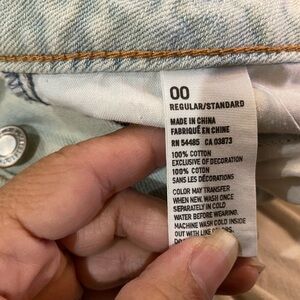 00
REGULAR/STANDARD
MADE IN CHINA
FABRIQUÉ EN CHINE
RN 54485 CA 03873
100% COTTON
EXCLUSIVE OF DECORATION
100% COTON
SANS LES DÉCORATIONS
COLOR MAY TRANSFER
WHEN NEW. WASH ONCE
SEPARATELY IN COLD
WATER BEFORE WEARING.
MACHINE WASH COLD INSIDE
OUT WITH LIKE COLORS.